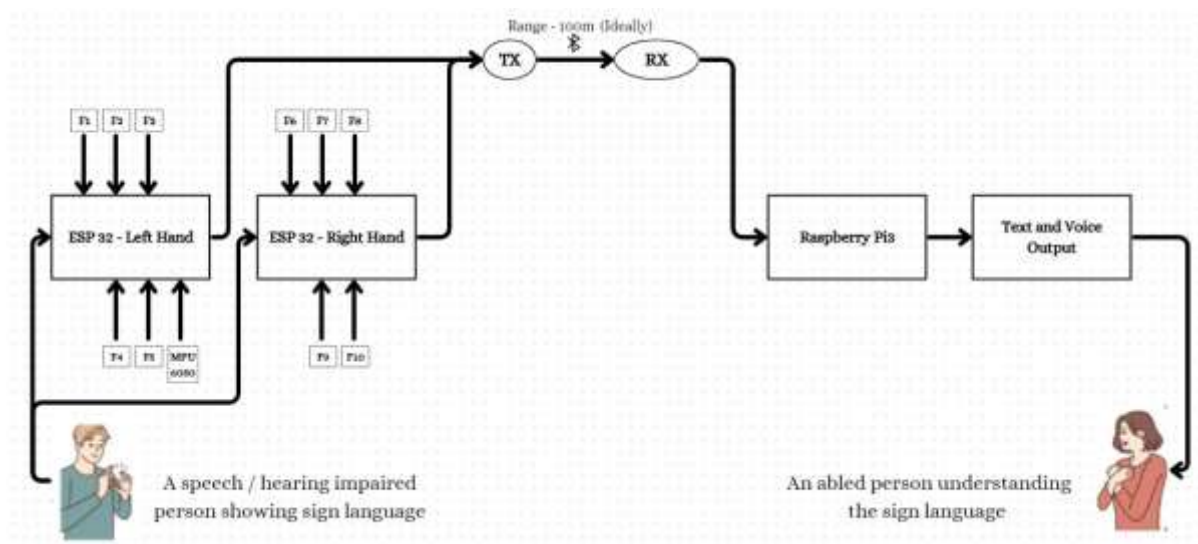 Range - 100m (Ideally)
TX
RX
F1
F2
F3
F6
F7
F8
ESP 32 - Left Hand
ESP 32 - Right Hand
Raspberry Pi3
Text and Voice
Output
F4
F5
MPU
6050
F9
F10
A speech / hearing impaired
person showing sign language
An abled person understanding
the sign language